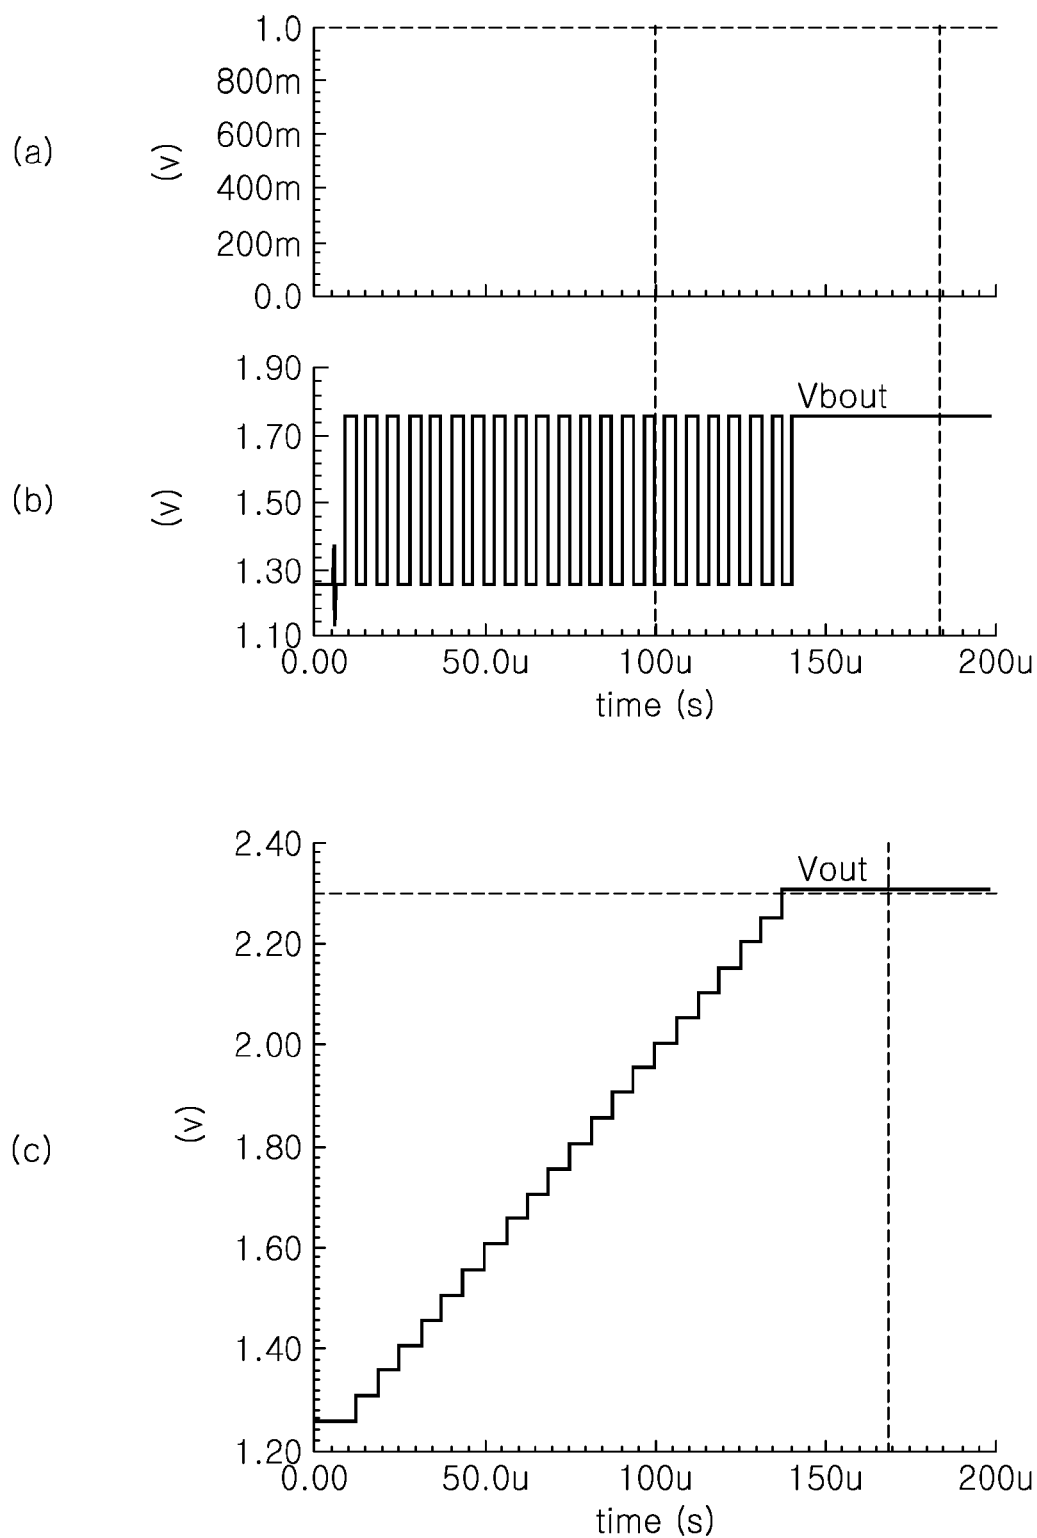 (a)
(v)
1.0
800m
600m
400m
200m
0.0
(b)
(v)
1.90
1.70
1.50
1.30
1.10
Vbout
0.00 50.0u 100u 150u 200u
time (s)
(c)
(v)
2.40
2.20
2.00
1.80
1.60
1.40
1.20
Vout
0.00 50.0u 100u 150u 200u
time (s)